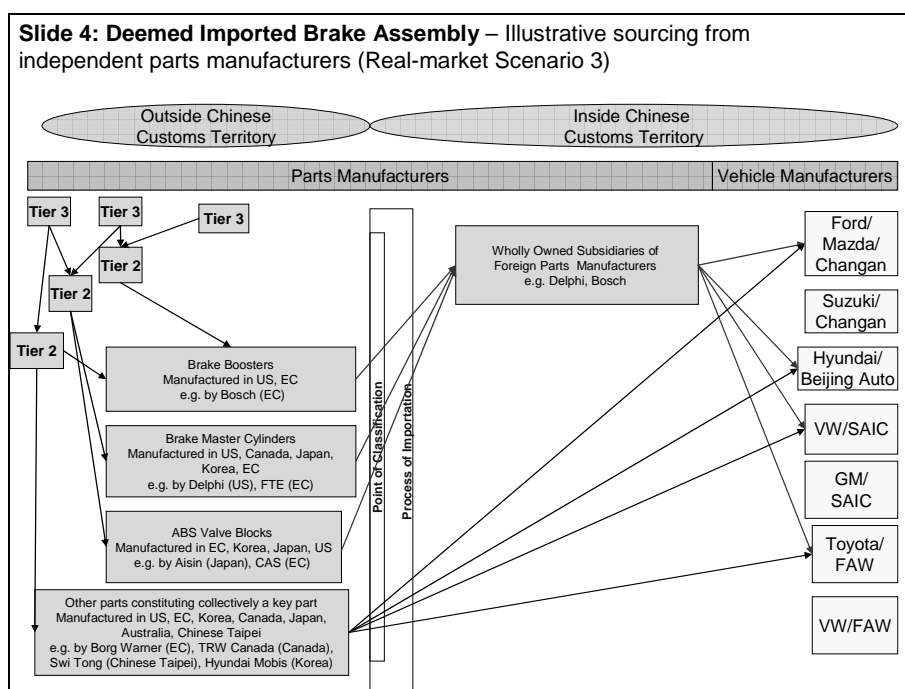 Slide 4: Deemed Imported Brake Assembly – Illustrative sourcing from
independent parts manufacturers (Real-market Scenario 3)
Outside Chinese
Customs Territory
Inside Chinese
Customs Territory
Parts Manufacturers
Vehicle Manufacturers
Tier 3
Tier 3
Tier 3
Tier 2
Tier 2
Tier 2
Brake Boosters
Manufactured in US, EC
e.g. by Bosch (EC)
Brake Master Cylinders
Manufactured in US, Canada, Japan,
Korea, EC
e.g. by Delphi (US), FTE (EC)
ABS Valve Blocks
Manufactured in EC, Korea, Japan, US
e.g. by Aisin (Japan), CAS (EC)
Other parts constituting collectively a key part
Manufactured in US, EC, Korea, Canada, Japan,
Australia, Chinese Taipei
e.g. by Borg Warner (EC), TRW Canada (Canada),
Swi Tong (Chinese Taipei), Hyundai Mobis (Korea)
Point of Classification
Process of Importation
Wholly Owned Subsidiaries of
Foreign Parts Manufacturers
e.g. Delphi, Bosch
Ford/
Mazda/
Changan
Suzuki/
Changan
Hyundai/
Beijing Auto
VW/SAIC
GM/
SAIC
Toyota/
FAW
VW/FAW